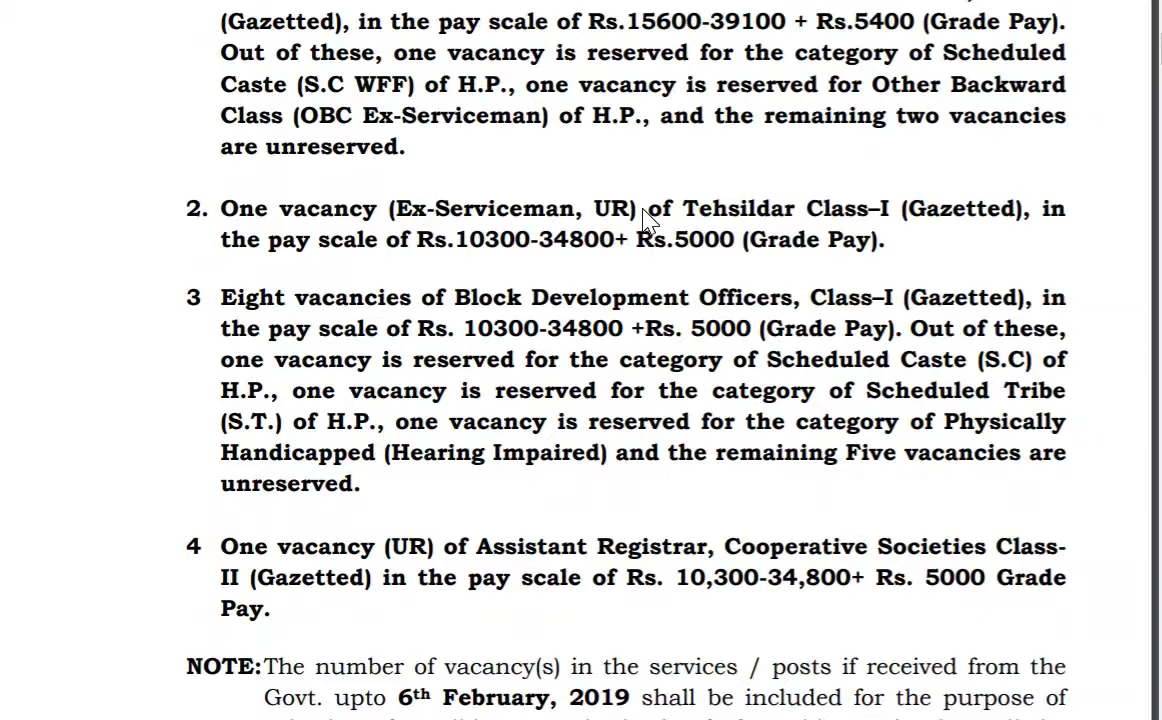 (Gazetted), in the pay scale of Rs.15600-39100 + Rs.5400 (Grade Pay).
Out of these, one vacancy is reserved for the category of Scheduled
Caste (S.C WFF) of H.P., one vacancy is reserved for Other Backward
Class (OBC Ex-Serviceman) of H.P., and the remaining two vacancies
are unreserved.
2. One vacancy (Ex-Serviceman, UR) of Tehsildar Class–I (Gazetted), in
the pay scale of Rs.10300-34800+ Rs.5000 (Grade Pay).
3 Eight vacancies of Block Development Officers, Class–I (Gazetted), in
the pay scale of Rs. 10300-34800 +Rs. 5000 (Grade Pay). Out of these,
one vacancy is reserved for the category of Scheduled Caste (S.C) of
H.P., one vacancy is reserved for the category of Scheduled Tribe
(S.T.) of H.P., one vacancy is reserved for the category of Physically
Handicapped (Hearing Impaired) and the remaining Five vacancies are
unreserved.
4 One vacancy (UR) of Assistant Registrar, Cooperative Societies Class-
II (Gazetted) in the pay scale of Rs. 10,300-34,800+ Rs. 5000 Grade
Pay.
NOTE:The number of vacancy(s) in the services / posts if received from the
Govt. upto 6th February, 2019 shall be included for the purpose of